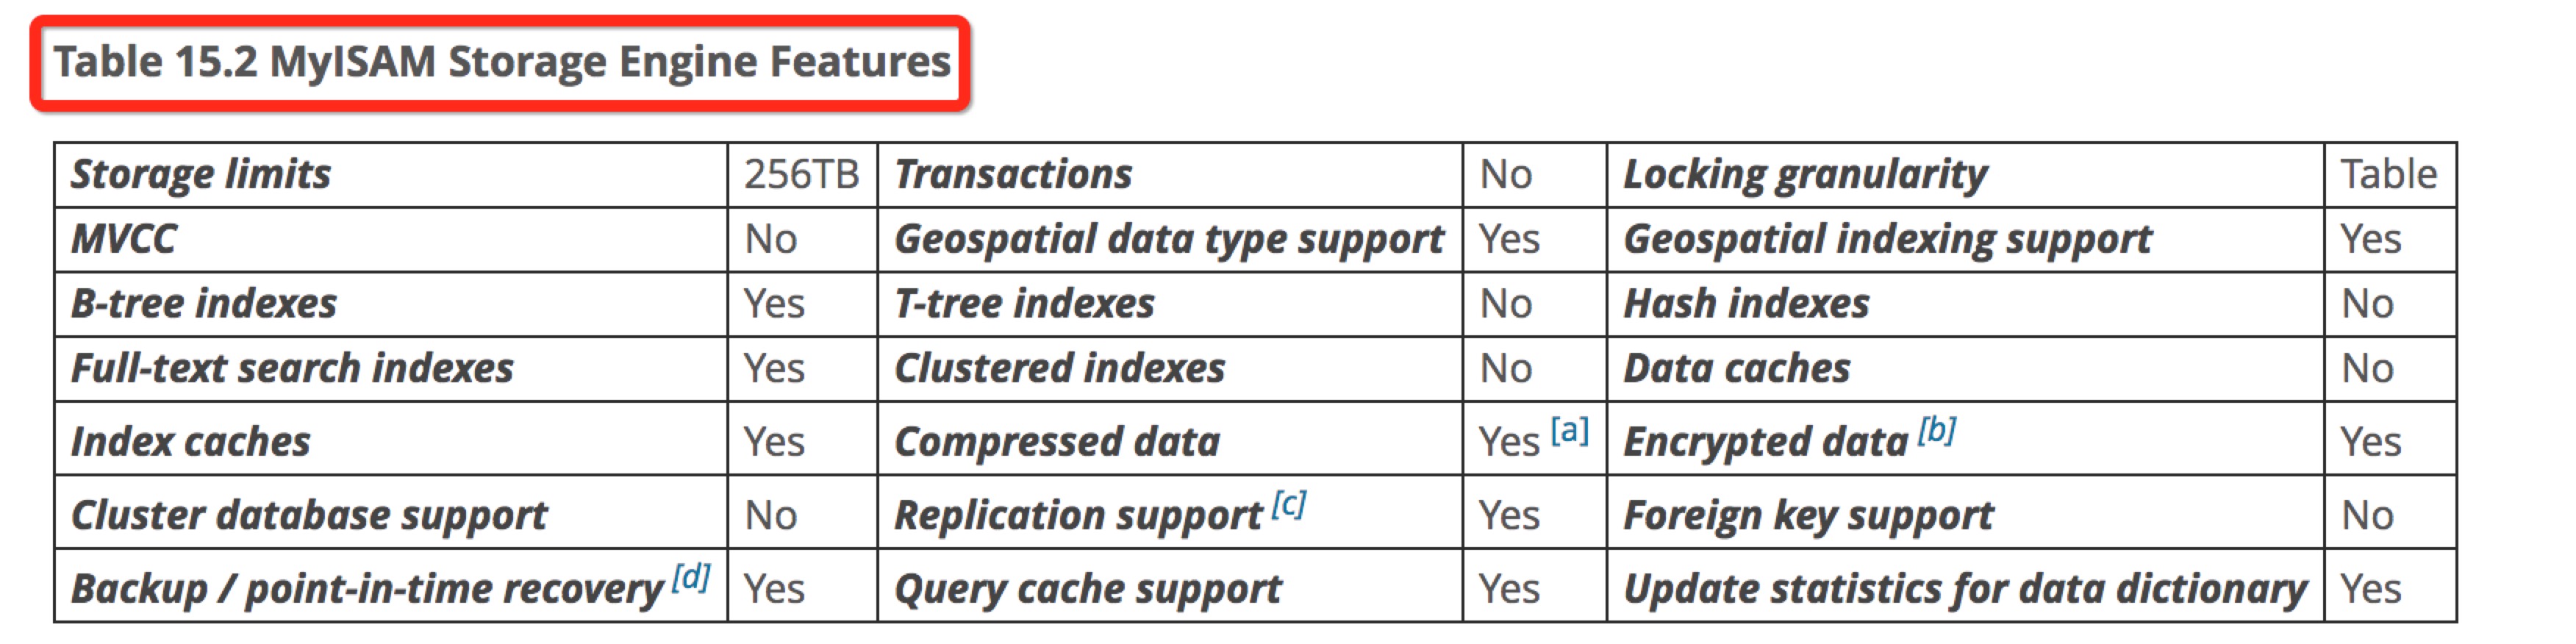 Table 15.2 MyISAM Storage Engine Features
Storage limits 256TB Transactions No Locking granularity Table
MVCC No Geospatial data type support Yes Geospatial indexing support Yes
B-tree indexes Yes T-tree indexes No Hash indexes No
Full-text search indexes Yes Clustered indexes No Data caches No
Index caches Yes Compressed data Yes [a] Encrypted data [b] Yes
Cluster database support No Replication support [c] Yes Foreign key support No
Backup / point-in-time recovery [d] Yes Query cache support Yes Update statistics for data dictionary Yes